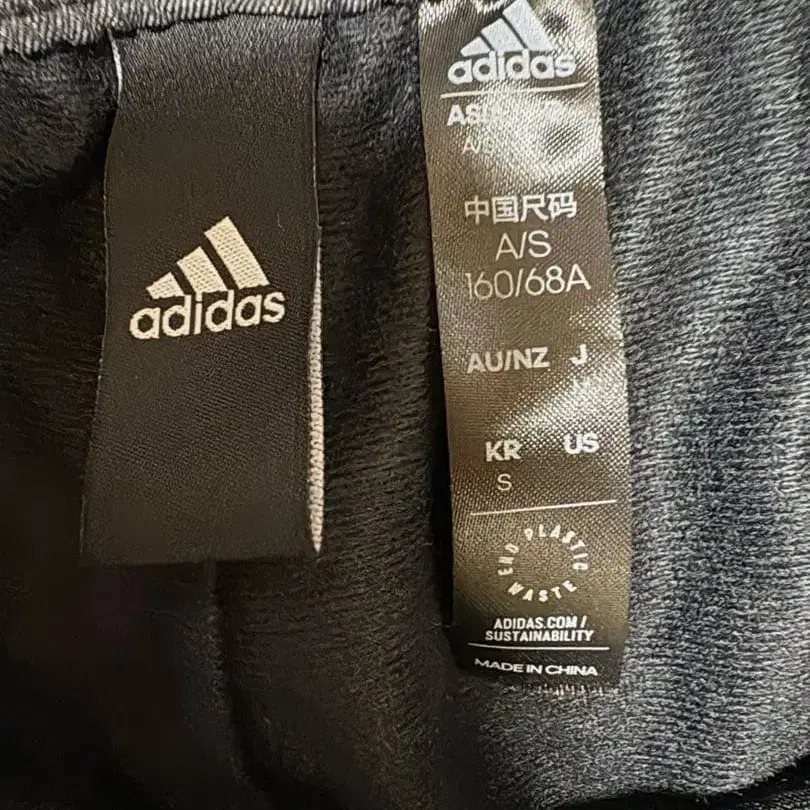 adidas
adidas
中国尺码
A/S
160/68A
AU/NZ J
KR US
S
END PLASTIC WASTE
ADIDAS.COM/
SUSTAINABILITY
MADE IN CHINA